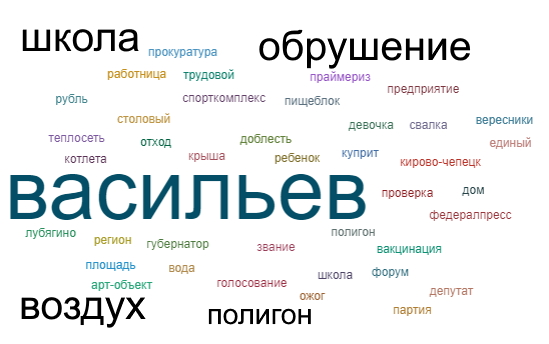 школа
прокуратура
обрушение
работница
трудовой
праймериз
предприятие
рубль
спорткомплекс
пищеблок
столовый
девочка
свалка
вересники
теплосеть
отход
доблесть
единый
котлета
крыша
ребенок
куприт
кирово-чепецк
васильев
проверка
дом
федералпресс
лубягино
регион
губернатор
звание
полигон
вакцинация
площадь
вода
школа
форум
арт-объект
голосование
ожог
депутат
воздух
полигон
партия